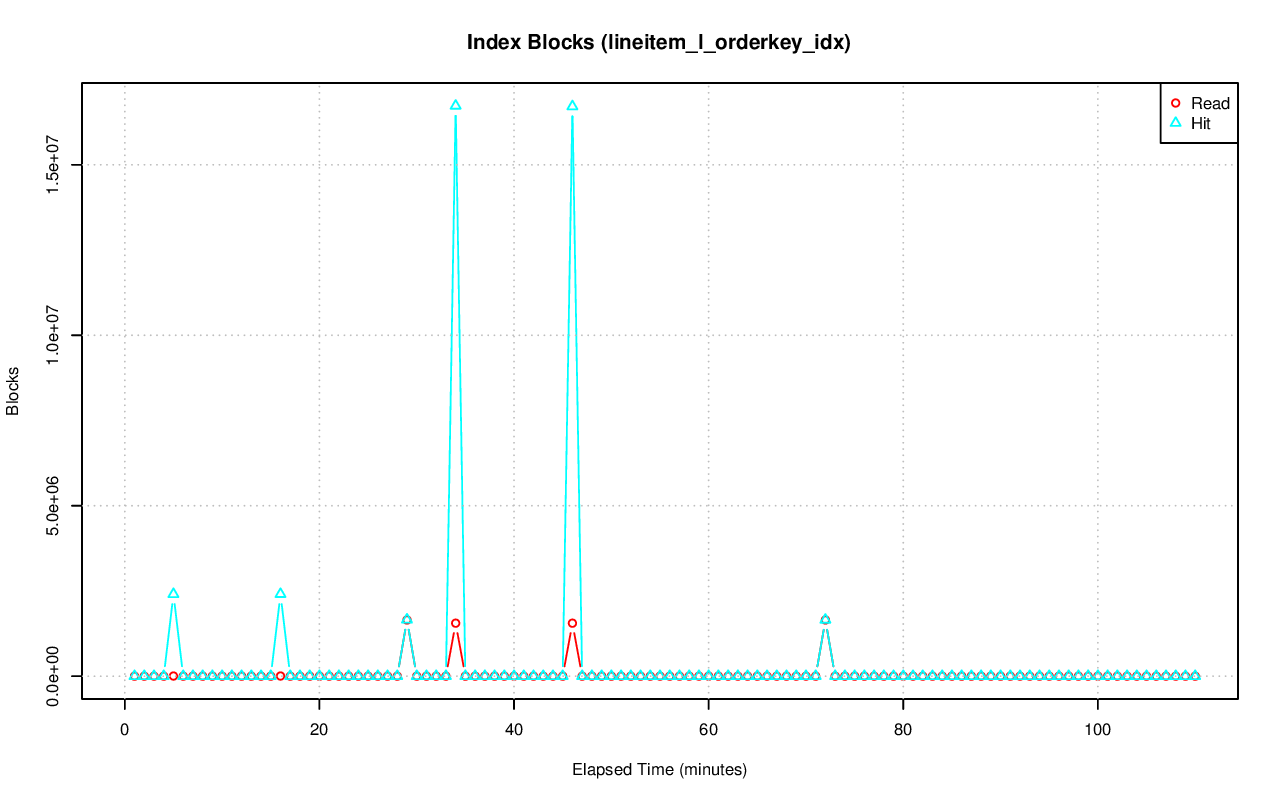 Index Blocks (lineitem_l_orderkey_idx)
Read
Hit
1.5e+07
1.0e+07
5.0e+06
0.0e+00
Blocks
0 20 40 60 80 100
Elapsed Time (minutes)